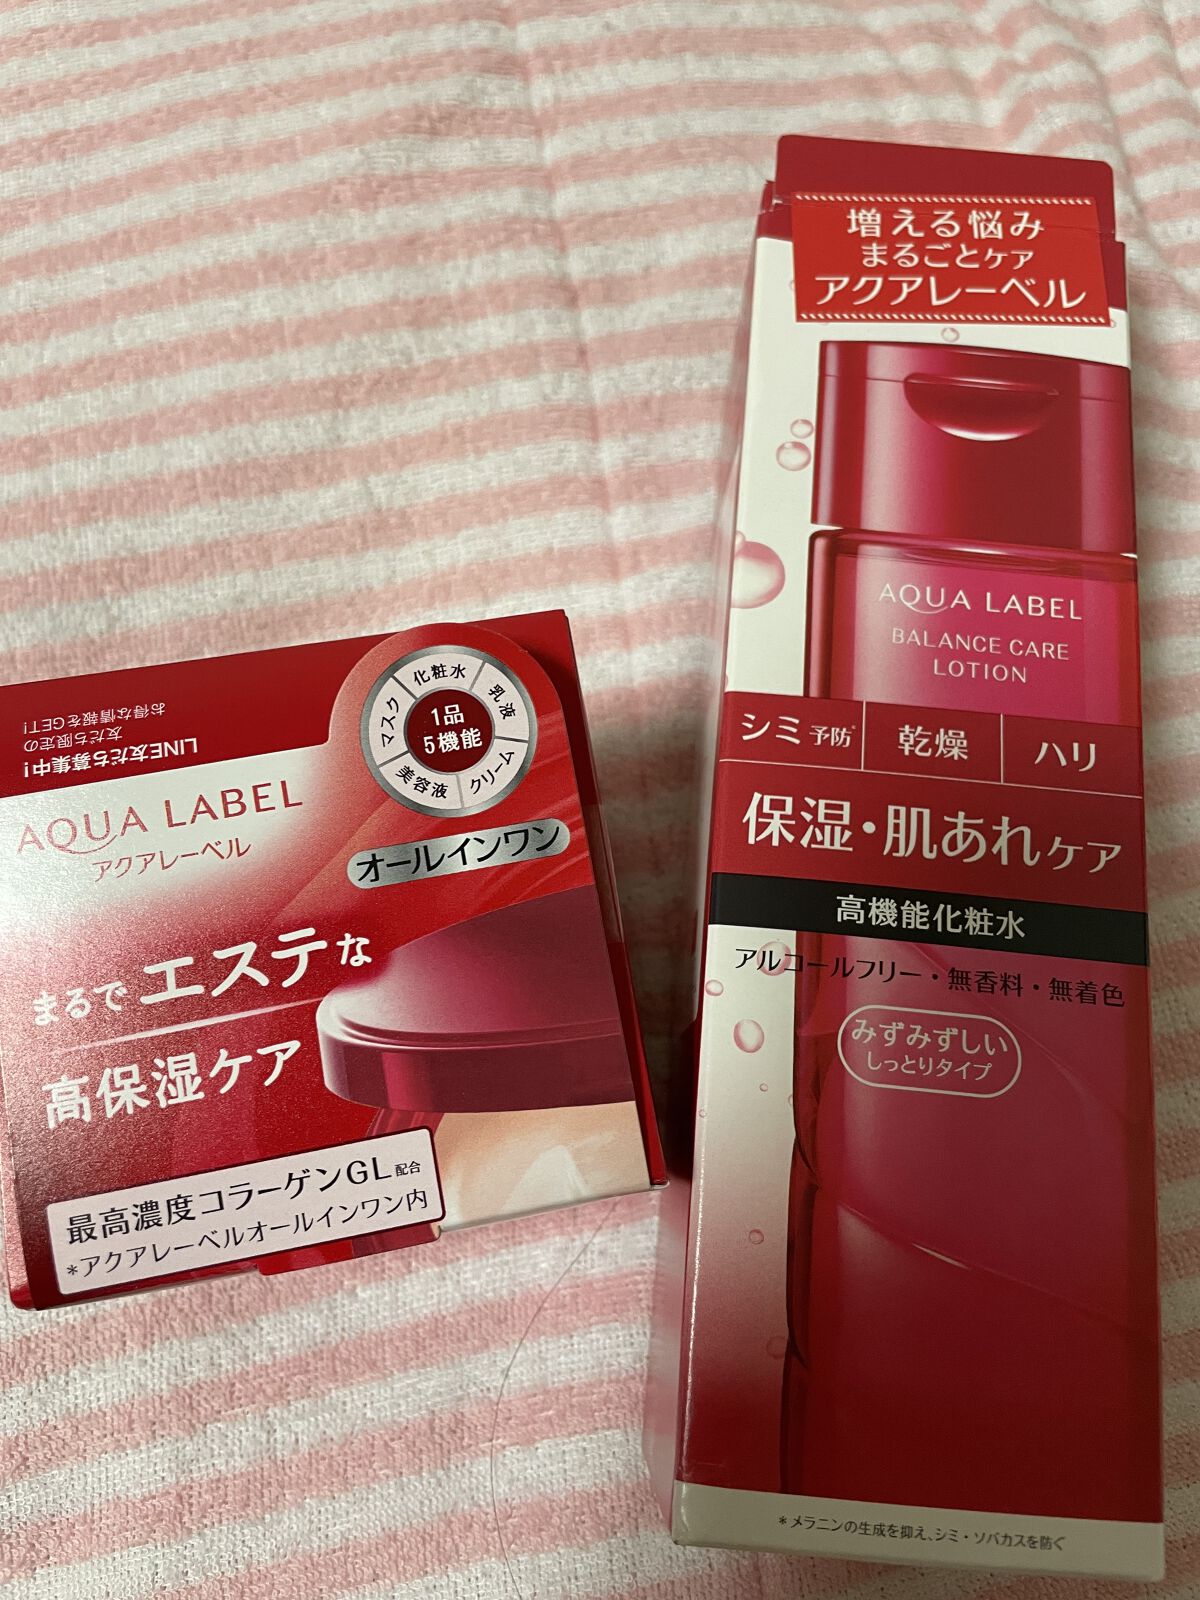 LINE友だち募集中!
友だち限定の
お得な情報をGET!
AQUA LABEL
アクアレーベル
化粧水
乳液
クリーム
美容液
マスク
1品
5機能
オールインワン
まるでエステな
高保湿ケア
最高濃度コラーゲンGL配合
*アクアレーベルオールインワン内
増える悩み
まるごとケア
アクアレーベル
AQUA LABEL
BALANCE CARE
LOTION
シミ予防* 乾燥 ハリ
保湿・肌あれケア
高機能化粧水
アルコールフリー・無香料・無着色
みずみずしい
しっとりタイプ
*メラニンの生成を抑え、シミ・ソバカスを防ぐ